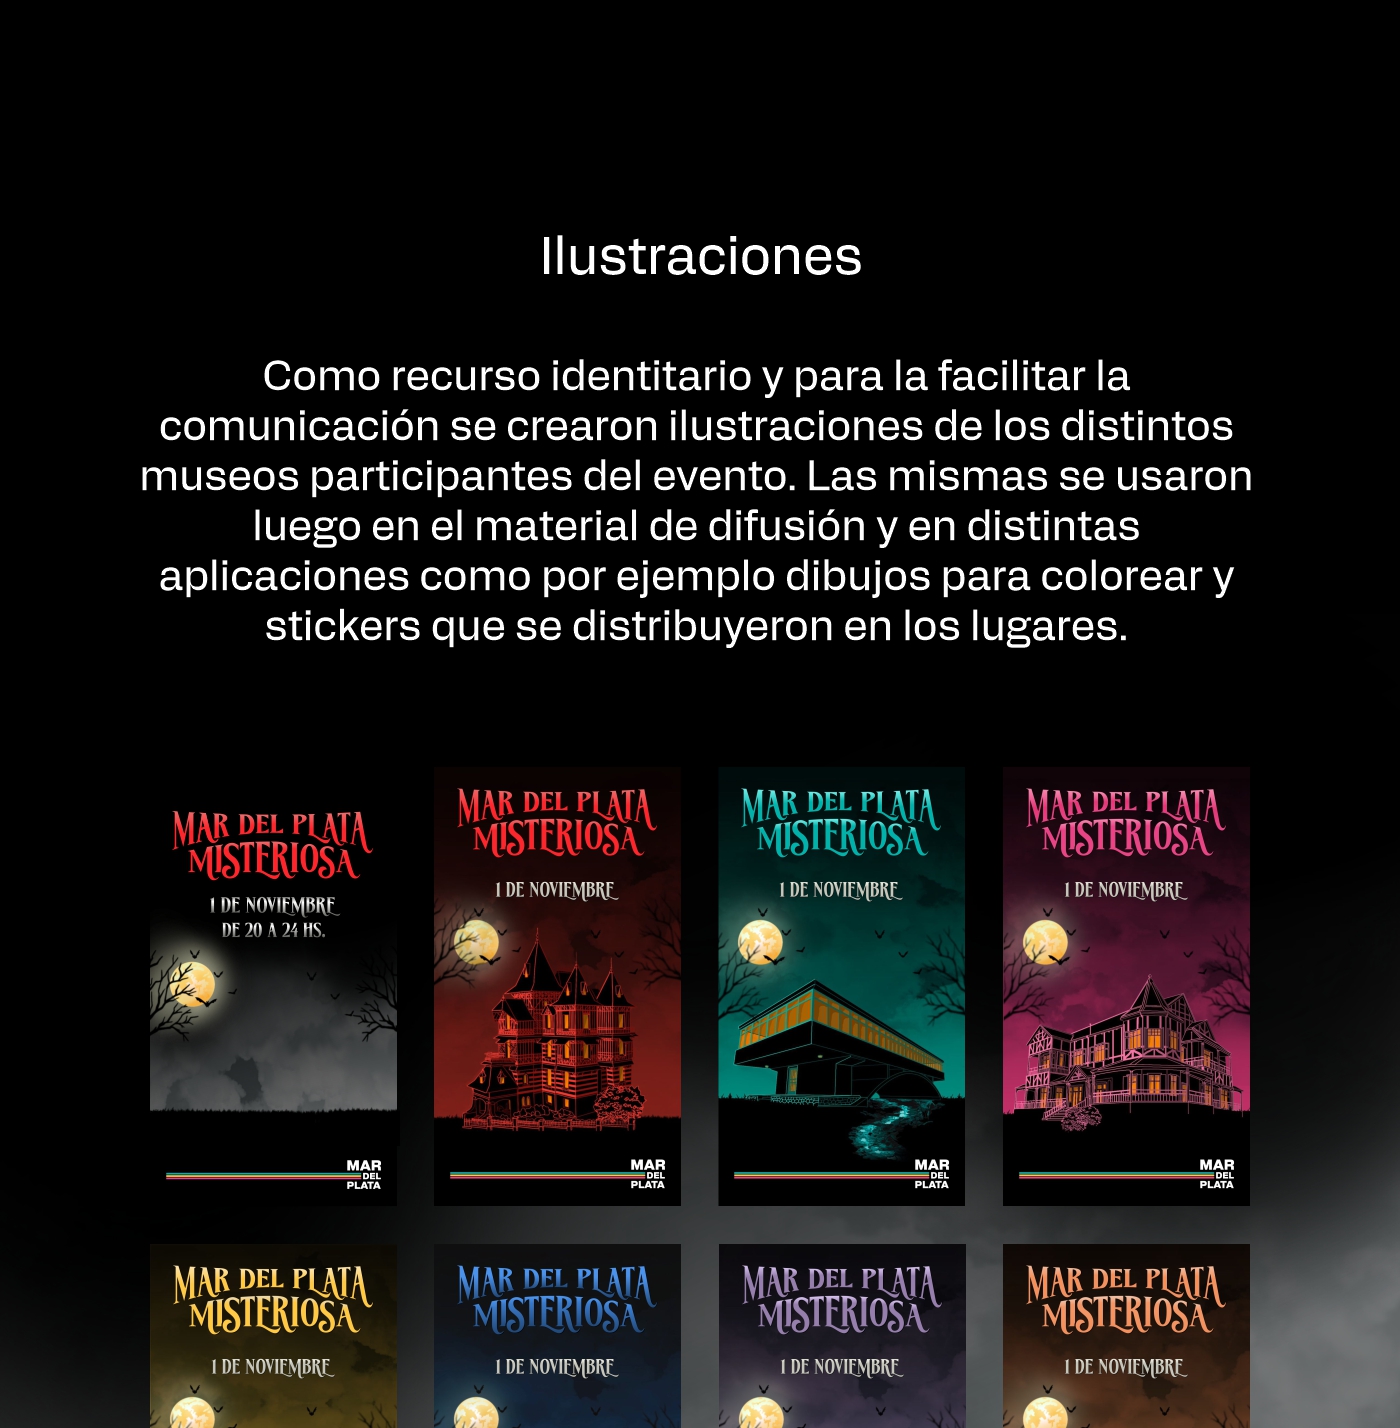 Ilustraciones
Como recurso identitario y para la facilitar la
comunicación se crearon ilustraciones de los distintos
museos participantes del evento. Las mismas se usaron
luego en el material de difusión y en distintas
aplicaciones como por ejemplo dibujos para colorear y
stickers que se distribuyeron en los lugares.
MAR DEL PLATA
MISTERIOSA
1 DE NOVIEMBRE
DE 20 A 24 HS.
MAR
DEL
PLATA
MAR DEL PLATA
MISTERIOSA
1 DE NOVIEMBRE
MAR
DEL
PLATA
MAR DEL PLATA
MISTERIOSA
1 DE NOVIEMBRE
MAR
DEL
PLATA
MAR DEL PLATA
MISTERIOSA
1 DE NOVIEMBRE
MAR
DEL
PLATA
MAR DEL PLATA
MISTERIOSA
1 DE NOVIEMBRE
MAR DEL PLATA
MISTERIOSA
1 DE NOVIEMBRE
MAR DEL PLATA
MISTERIOSA
1 DE NOVIEMBRE
MAR DEL PLATA
MISTERIOSA
1 DE NOVIEMBRE